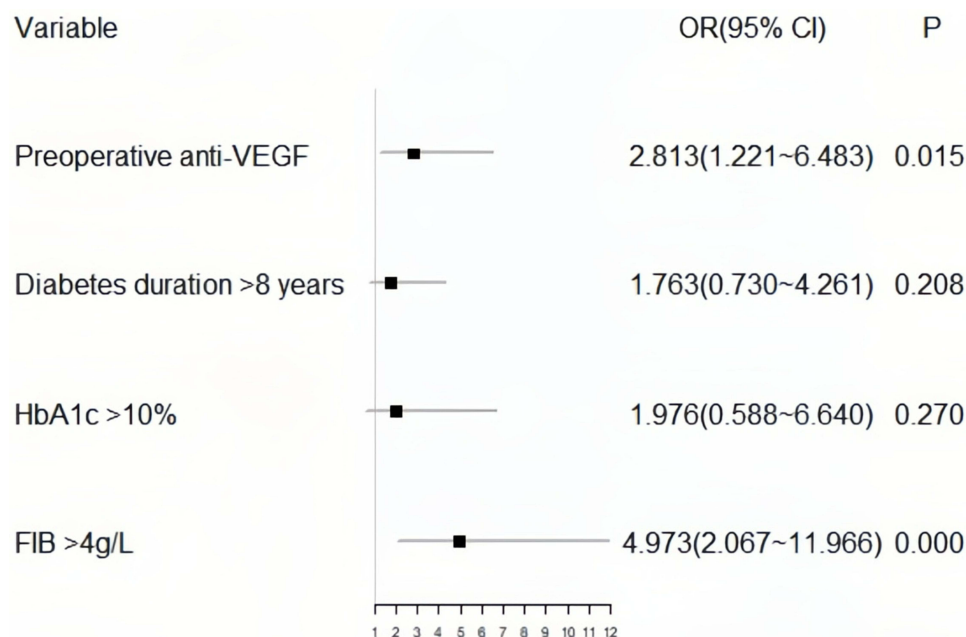 Variable OR(95% CI) P
Preoperative anti-VEGF 2.813(1.221~6.483) 0.015
Diabetes duration >8 years 1.763(0.730~4.261) 0.208
HbA1c >10% 1.976(0.588~6.640) 0.270
FIB >4g/L 4.973(2.067~11.966) 0.000
1 2 3 4 5 6 7 8 9 10 11 12